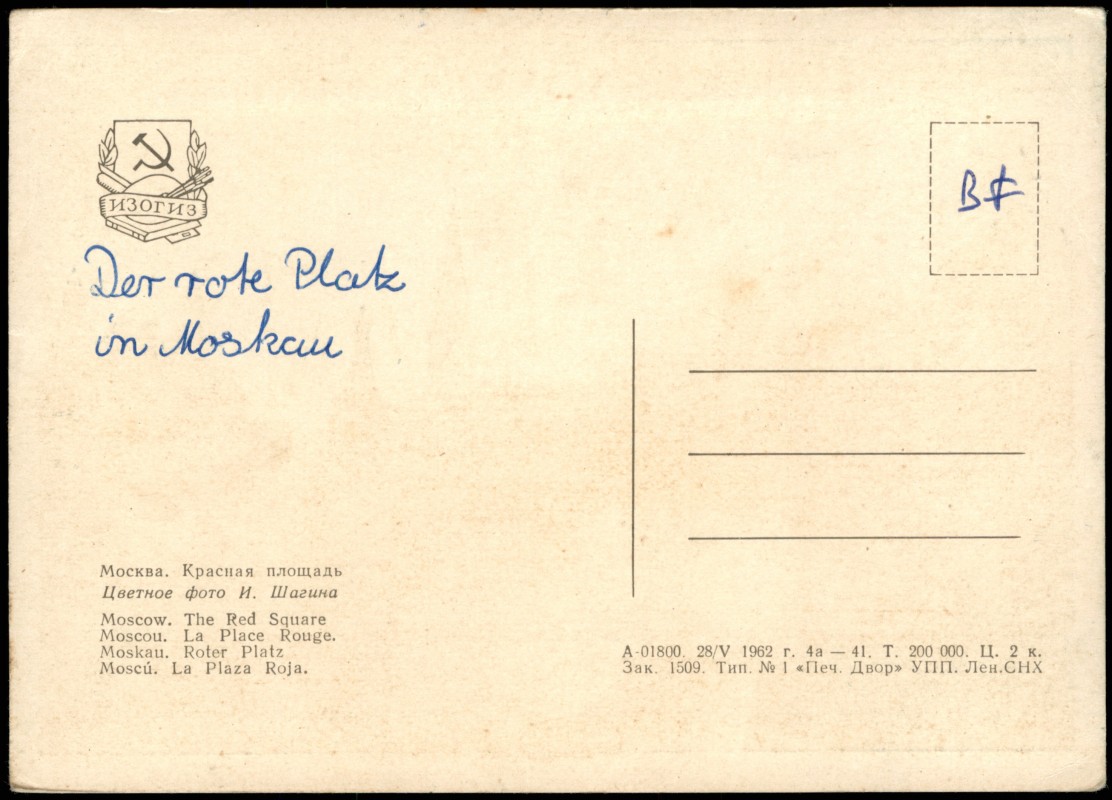 ИЗОГИЗ
Der rote Platz
in Moskau
Москва. Красная площадь
Цветное фото И. Шагина
Moscow. The Red Square
Moscou. La Place Rouge.
Moskau. Roter Platz
Moscú. La Plaza Roja.
А-01800. 28/V 1962 г. 4а — 41. Т. 200 000. Ц. 2 к.
Зак. 1509. Тип. № 1 «Печ. Двор» УПП. Лен.СНХ